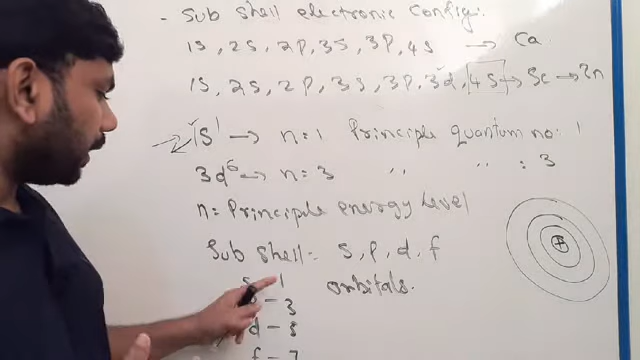 - Sub shell electronic config:
1s, 2s, 2p, 3s, 3p, 4s → Ca
1s, 2s, 2p, 3s, 3p, 3d, 4s → Sc → Zn
1s¹ → n=1 Principle quantum no: 1
3d⁶ → n=3 ,, ,, : 3
n= Principle energy level
Sub shell:- s, p, d, f
s - 1 orbitals.
- 3
d - 5
f - 7
+